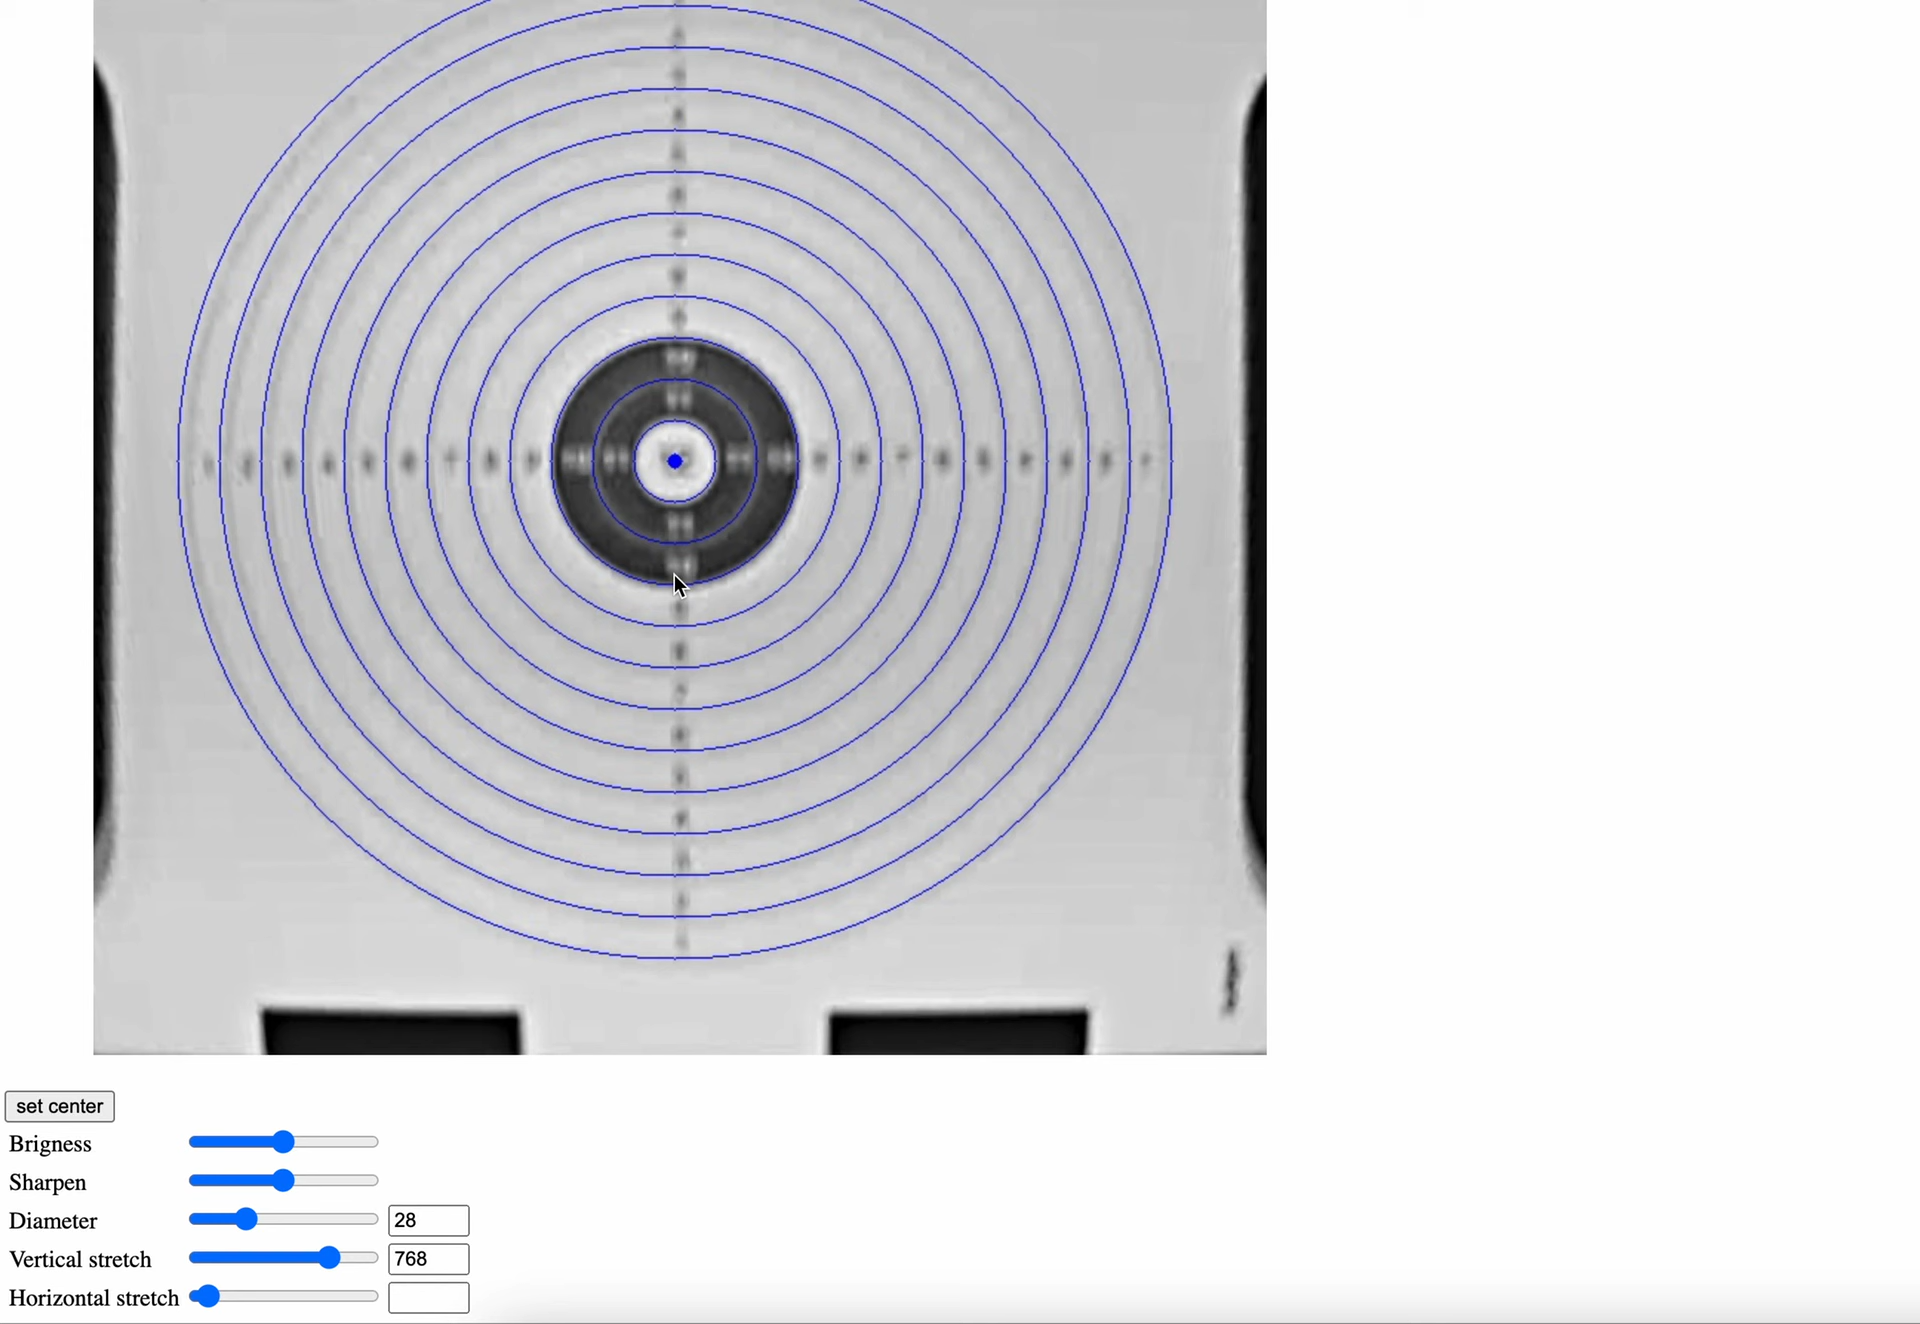 set center
Brigness
Sharpen
Diameter 28
Vertical stretch 768
Horizontal stretch